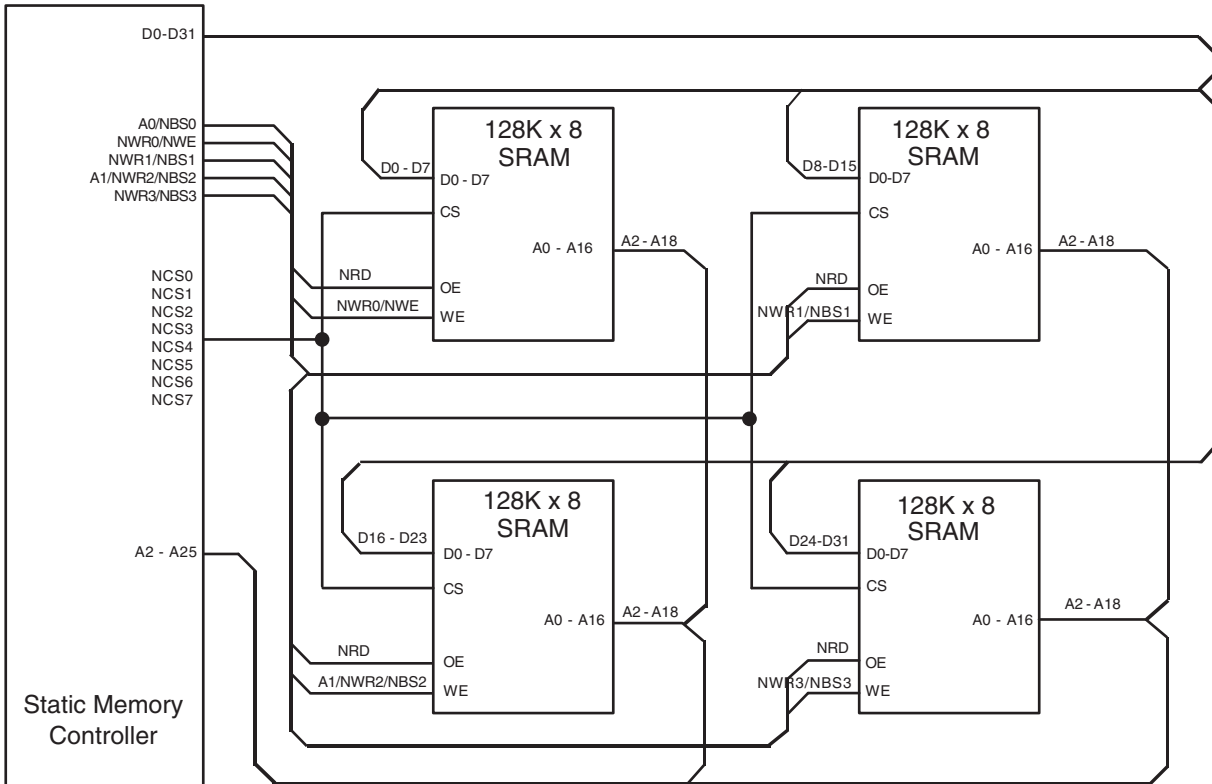 D0-D31
A0/NBS0
NWR0/NWE
NWR1/NBS1
A1/NWR2/NBS2
NWR3/NBS3
NCS0
NCS1
NCS2
NCS3
NCS4
NCS5
NCS6
NCS7
A2 - A25
Static Memory
Controller
128K x 8
SRAM
D0 - D7
D0 - D7
CS
A0 - A16
A2 - A18
NRD
OE
NWR0/NWE
WE
128K x 8
SRAM
D8-D15
D0-D7
CS
A0 - A16
A2 - A18
NRD
OE
NWR1/NBS1
WE
128K x 8
SRAM
D16 - D23
D0 - D7
CS
A0 - A16
A2 - A18
NRD
OE
A1/NWR2/NBS2
WE
128K x 8
SRAM
D24-D31
D0-D7
CS
A0 - A16
A2 - A18
NRD
OE
NWR3/NBS3
WE